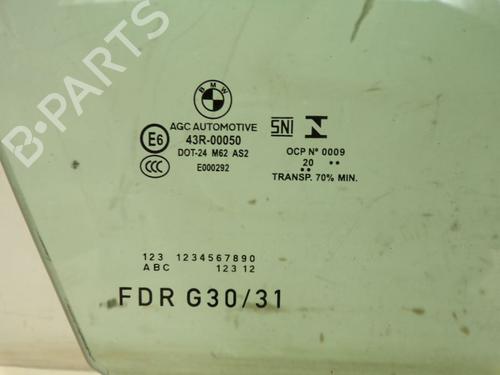 B-PARTS
BMW
AGC AUTOMOTIVE
E6 43R-00050
DOT-24 M62 AS2
CCC E000292
SNI N
OCP Nº 0009
20
TRANSP. 70% MIN.
123 1234567890
ABC 123 12
FDR G30/31